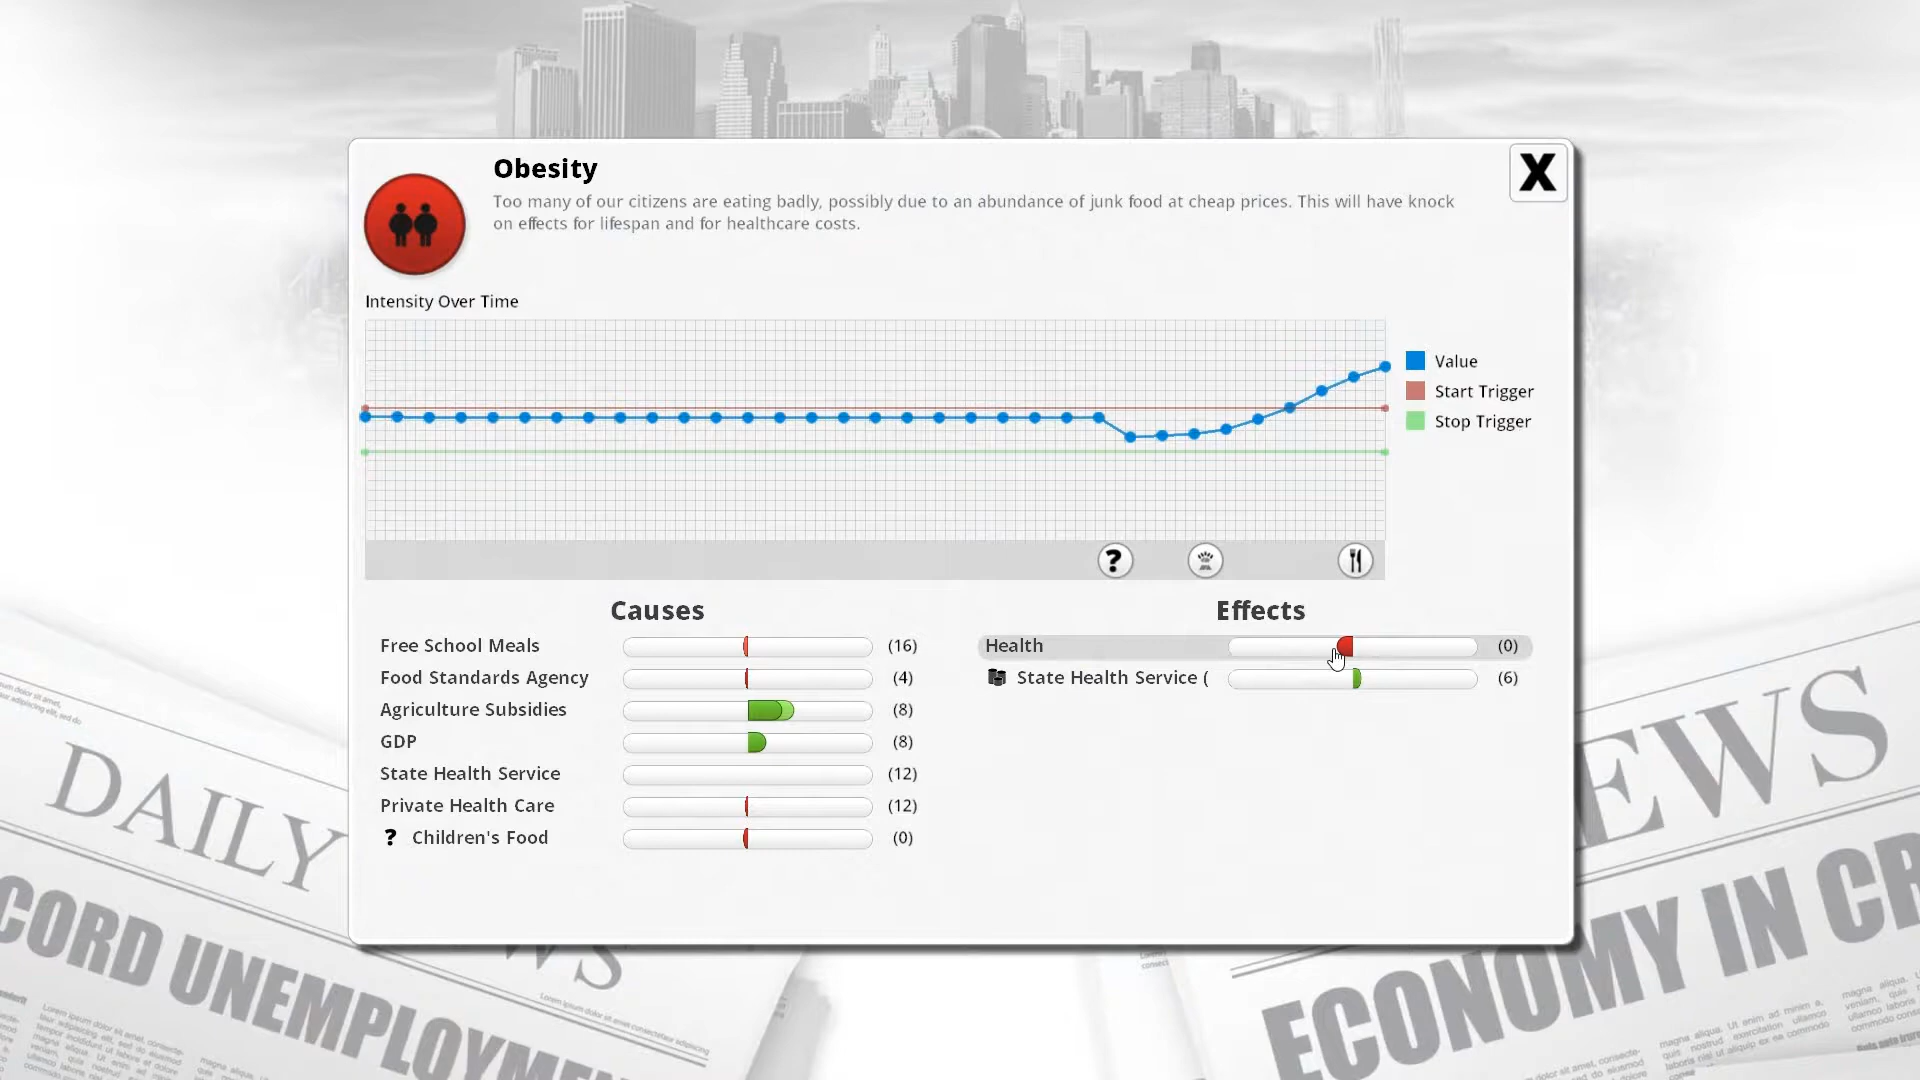 Obesity
Too many of our citizens are eating badly, possibly due to an abundance of junk food at cheap prices. This will have knock
on effects for lifespan and for healthcare costs.
X
Intensity Over Time
Value
Start Trigger
Stop Trigger
?
Causes
Free School Meals (16)
Food Standards Agency (4)
Agriculture Subsidies (8)
GDP (8)
State Health Service (12)
Private Health Care (12)
? Children's Food (0)
Effects
Health (0)
State Health Service ( (6)
DAILY
WS
CORD UNEMPLOYME
EWS
ECONOMY IN CR